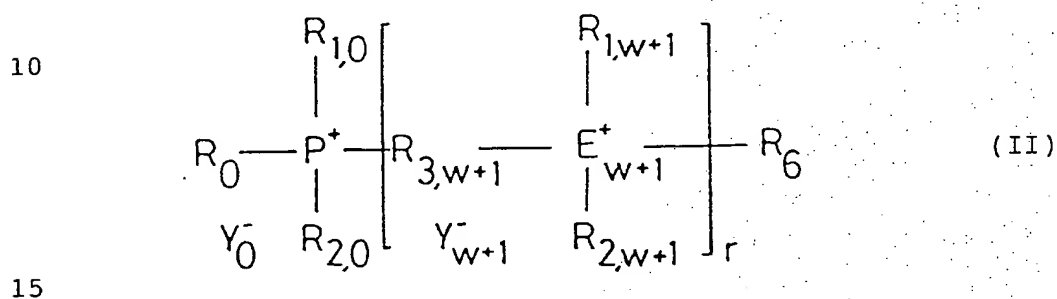 10
R1,0 R1,w+1
R0 P+ R3,w+1 E+w+1 R6 (II)
Y0- R2,0 Y-w+1 R2,w+1 r
15